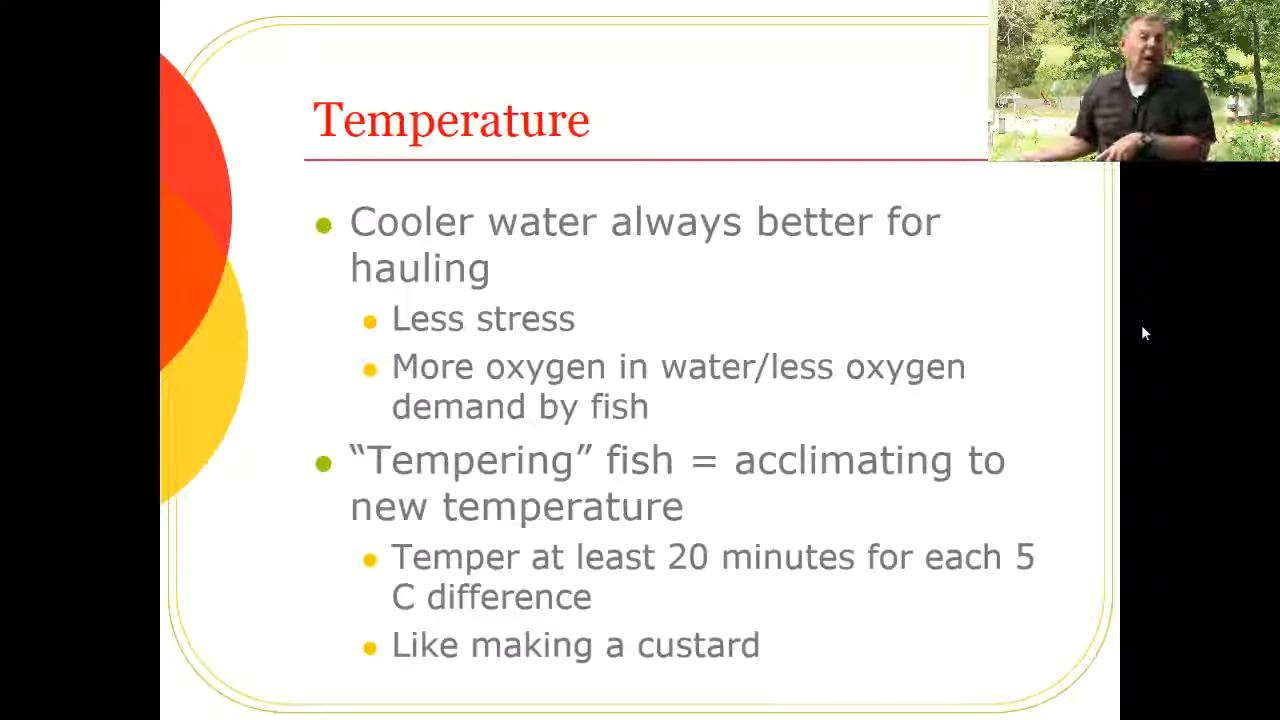 Temperature
Cooler water always better for
hauling
Less stress
More oxygen in water/less oxygen
demand by fish
“Tempering” fish = acclimating to
new temperature
Temper at least 20 minutes for each 5
C difference
Like making a custard